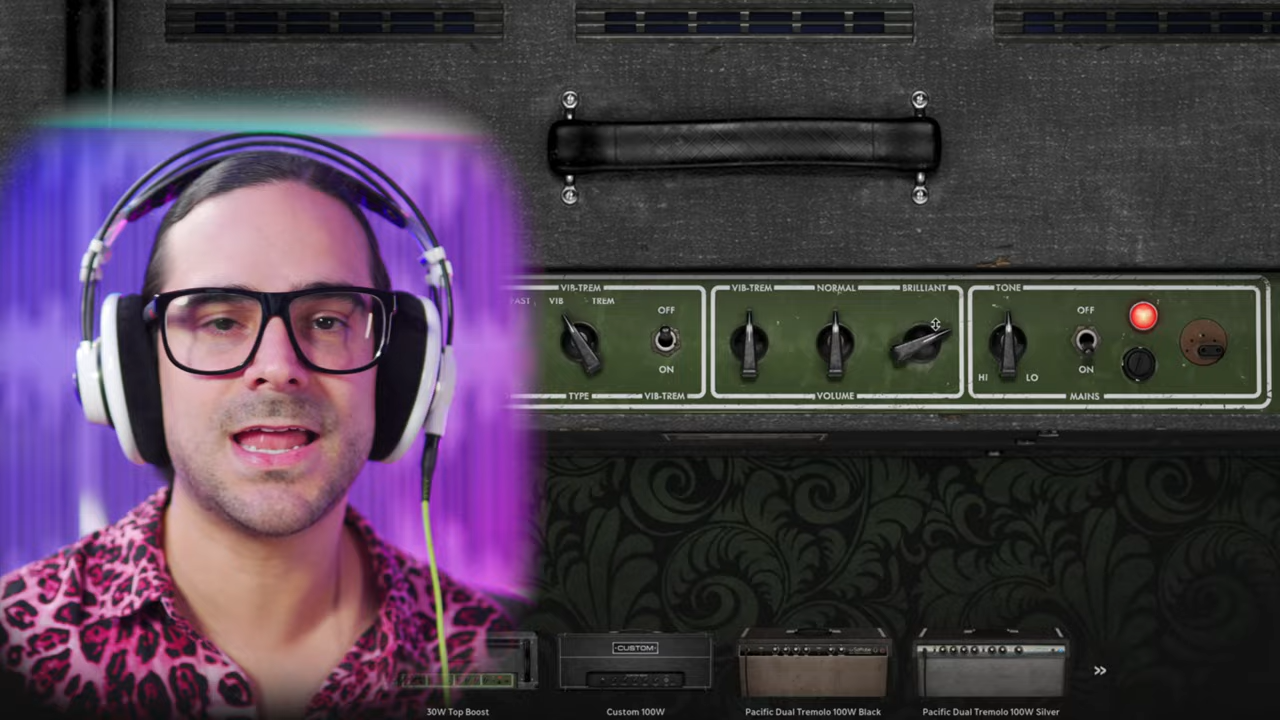 VIB-TREM
FAST VIB TREM
OFF
ON
TYPE VIB-TREM
VIB-TREM NORMAL BRILLIANT
VOLUME
TONE
OFF
HI LO
ON
MAINS
CUSTOM
30W Top Boost
Custom 100W
Pacific Dual Tremolo 100W Black
Pacific Dual Tremolo 100W Silver